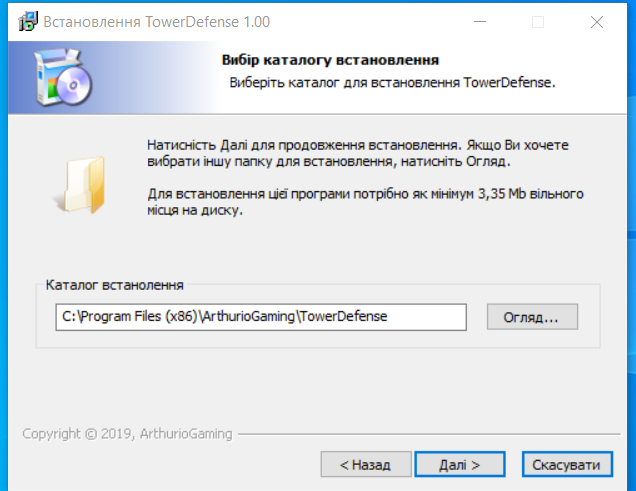 Встановлення TowerDefense 1.00
Вибір каталогу встановлення
Виберіть каталог для встановлення TowerDefense.
Натисність Далі для продовження встановлення. Якщо Ви хочете
вибрати іншу папку для встановлення, натисніть Огляд.
Для встановлення цієї програми потрібно як мінімум 3,35 Mb вільного
місця на диску.
Каталог встанолення
C:\Program Files (x86)\ArthurioGaming\TowerDefense
Огляд...
Copyright © 2019, ArthurioGaming
< Назад
Далі >
Скасувати